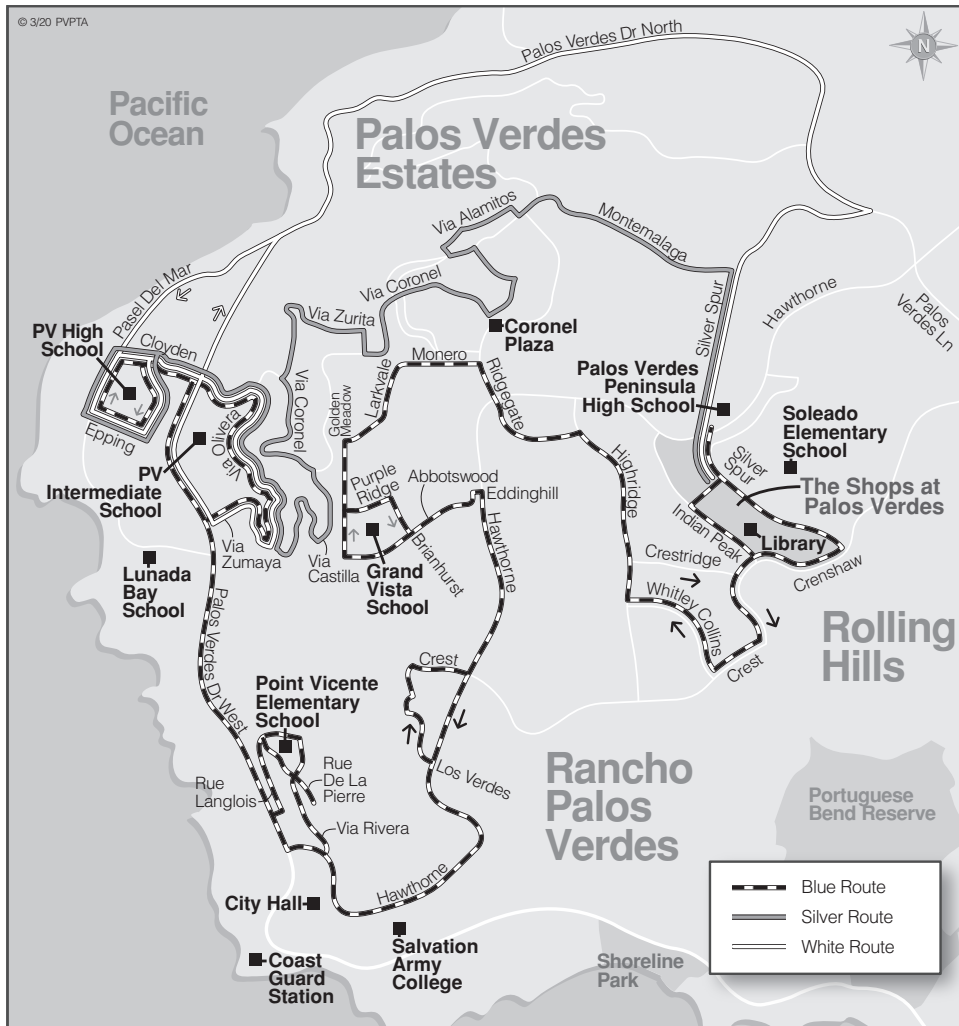 © 3/20 PVPTA
N
Palos Verdes Dr North
Pacific
Ocean
Palos Verdes
Estates
Via Alamitos
Montemalaga
Pasel Del Mar
Via Coronel
Hawthorne
Palos
Verdes Ln
Via Zurita
Silver Spur
PV High
School
Cloyden
Coronel
Plaza
Monero
Larkvale
Ridgegate
Palos Verdes
Peninsula
High School
Via Coronel
Golden
Meadow
Soleado
Elementary
School
Epping
Via
Olivera
PV
Intermediate
School
Purple
Ridge
Abbotswood
Eddinghill
Highridge
Silver
Spur
The Shops at
Palos Verdes
Indian Peak
Library
Via
Zumaya
Via
Castilla
Grand
Vista
School
Brianhurst
Hawthorne
Crestridge
Crenshaw
Lunada
Bay
School
Whitley Collins
Palos Verdes Dr West
Rolling
Hills
Crest
Crest
Point Vicente
Elementary
School
Rue
De La
Pierre
Los Verdes
Rancho
Palos
Verdes
Rue
Langlois
Via Rivera
Portuguese
Bend Reserve
Hawthorne
City Hall
Salvation
Army
College
Coast
Guard
Station
Shoreline
Park
Blue Route
Silver Route
White Route